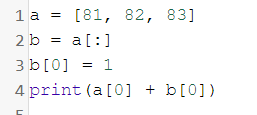 1 a = [81, 82, 83]
2 b = a[:]
3 b[0] = 1
4 print(a[0] + b[0])